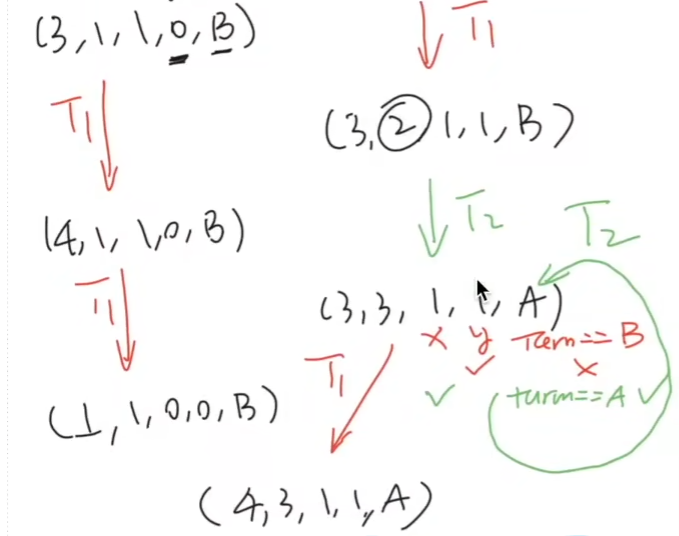 (3,1,1,0,B)
T1
T1
(3,2,1,1,B)
(4,1,1,0,B)
T2
T2
T1
(3,3,1,1,A)
x y Turn==B
✓ ×
T1
✓ turn==A ✓
(1,1,0,0,B)
(4,3,1,1,A)